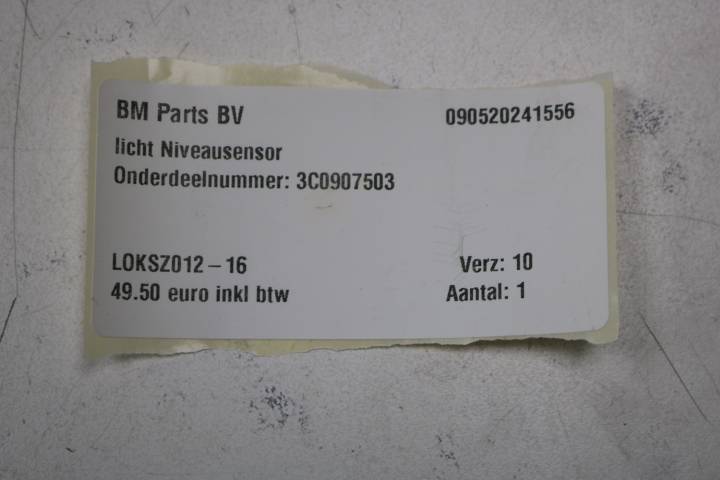 BM Parts BV 090520241556
licht Niveausensor
Onderdeelnummer: 3C0907503
LOKSZ012-16 Verz: 10
49.50 euro inkl btw Aantal: 1